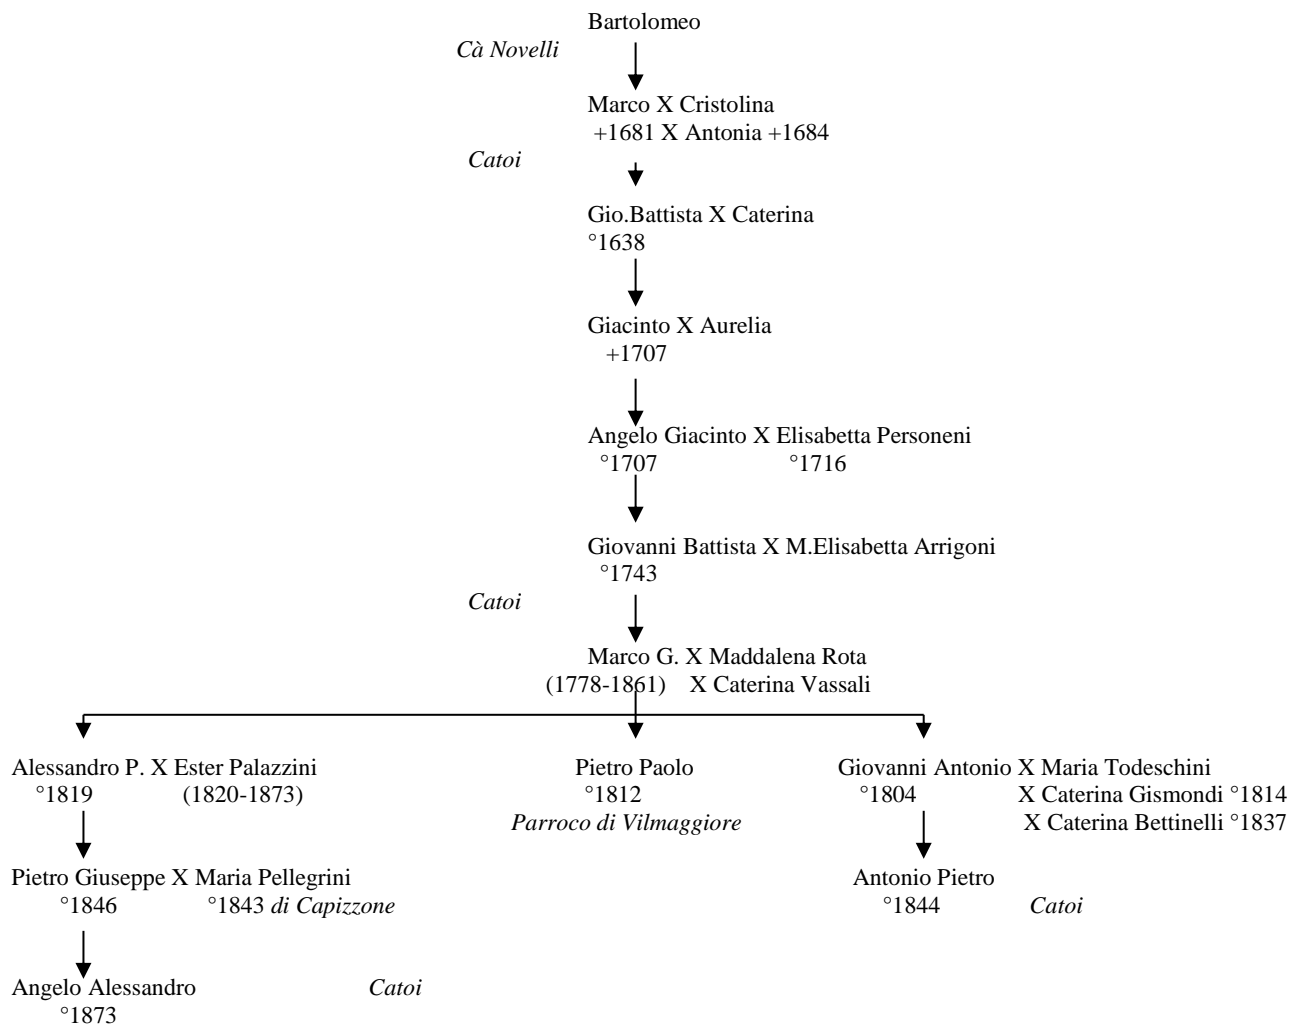 Bartolomeo
Cà Novelli
Marco X Cristolina
+1681 X Antonia +1684
Catoi
Gio.Battista X Caterina
°1638
Giacinto X Aurelia
+1707
Angelo Giacinto X Elisabetta Personeni
°1707 °1716
Giovanni Battista X M.Elisabetta Arrigoni
°1743
Catoi
Marco G. X Maddalena Rota
(1778-1861) X Caterina Vassali
Alessandro P. X Ester Palazzini Pietro Paolo Giovanni Antonio X Maria Todeschini
°1819 (1820-1873) °1812 °1804 X Caterina Gismondi °1814
Parroco di Vilmaggiore X Caterina Bettinelli °1837
Pietro Giuseppe X Maria Pellegrini Antonio Pietro
°1846 °1843 di Capizzone °1844 Catoi
Angelo Alessandro Catoi
°1873